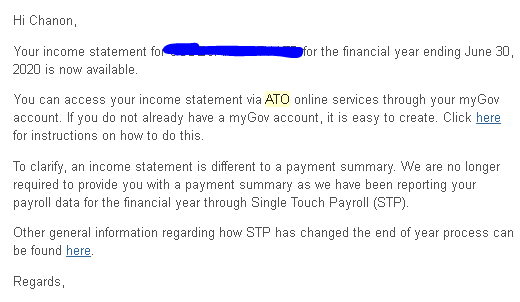 Hi Chanon,
Your income statement for for the financial year ending June 30,
2020 is now available.
You can access your income statement via ATO online services through your myGov
account. If you do not already have a myGov account, it is easy to create. Click here
for instructions on how to do this.
To clarify, an income statement is different to a payment summary. We are no longer
required to provide you with a payment summary as we have been reporting your
payroll data for the financial year through Single Touch Payroll (STP).
Other general information regarding how STP has changed the end of year process can
be found here.
Regards,